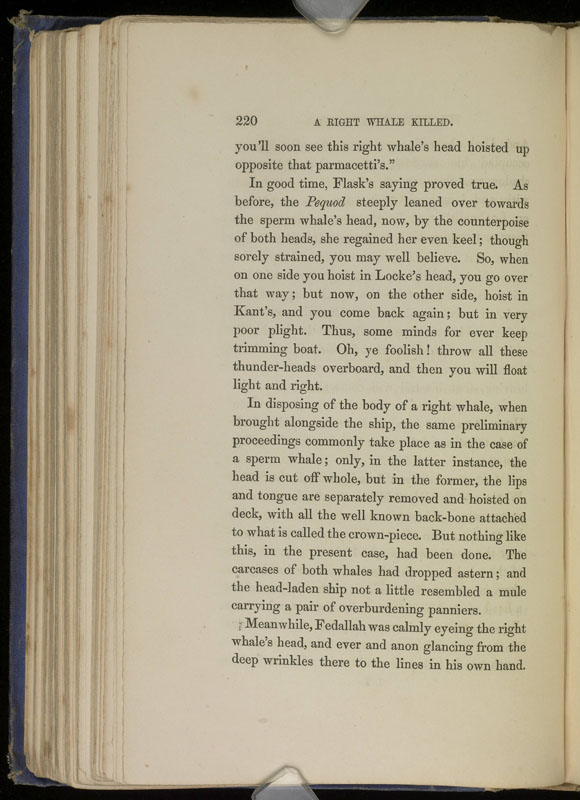 220 A RIGHT WHALE KILLED.
you'll soon see this right whale's head hoisted up
opposite that parmacetti's."
In good time, Flask's saying proved true. As
before, the Pequod steeply leaned over towards
the sperm whale's head, now, by the counterpoise
of both heads, she regained her even keel; though
sorely strained, you may well believe. So, when
on one side you hoist in Locke's head, you go over
that way; but now, on the other side, hoist in
Kant's, and you come back again; but in very
poor plight. Thus, some minds for ever keep
trimming boat. Oh, ye foolish! throw all these
thunder-heads overboard, and then you will float
light and right.
In disposing of the body of a right whale, when
brought alongside the ship, the same preliminary
proceedings commonly take place as in the case of
a sperm whale; only, in the latter instance, the
head is cut off whole, but in the former, the lips
and tongue are separately removed and hoisted on
deck, with all the well known back-bone attached
to what is called the crown-piece. But nothing like
this, in the present case, had been done. The
carcases of both whales had dropped astern; and
the head-laden ship not a little resembled a mule
carrying a pair of overburdening panniers.
Meanwhile, Fedallah was calmly eyeing the right
whale's head, and ever and anon glancing from the
deep wrinkles there to the lines in his own hand.